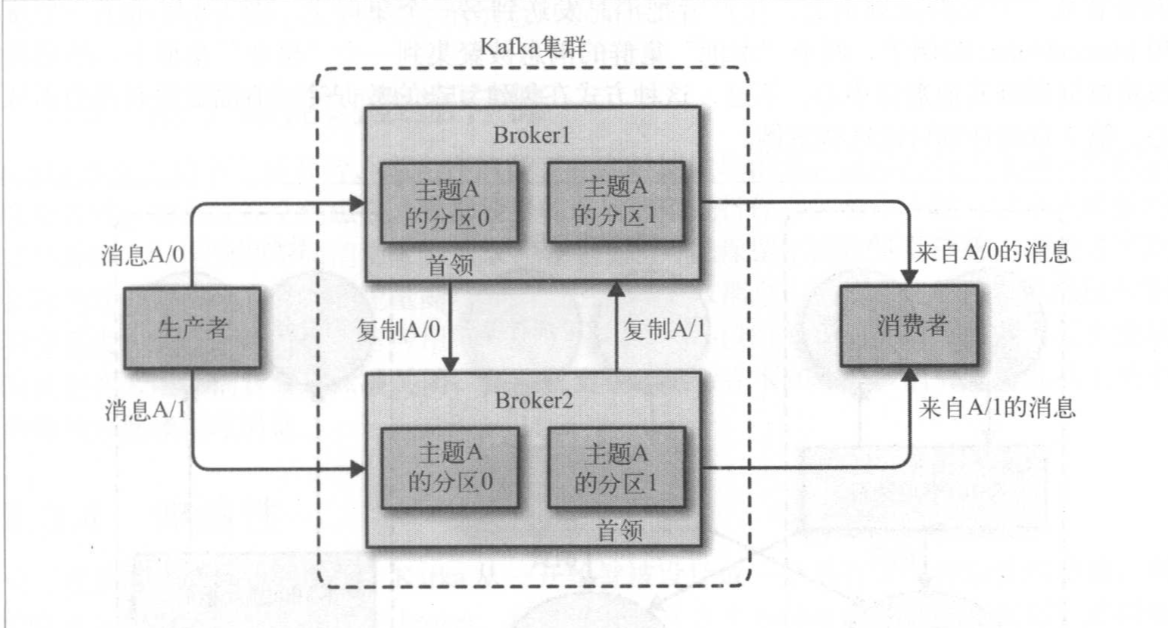 Kafka集群
Broker1
主题A
的分区0
主题A
的分区1
首领
消息A/0
来自A/0的消息
生产者
复制A/0
复制A/1
消费者
消息A/1
来自A/1的消息
Broker2
主题A
的分区0
主题A
的分区1
首领